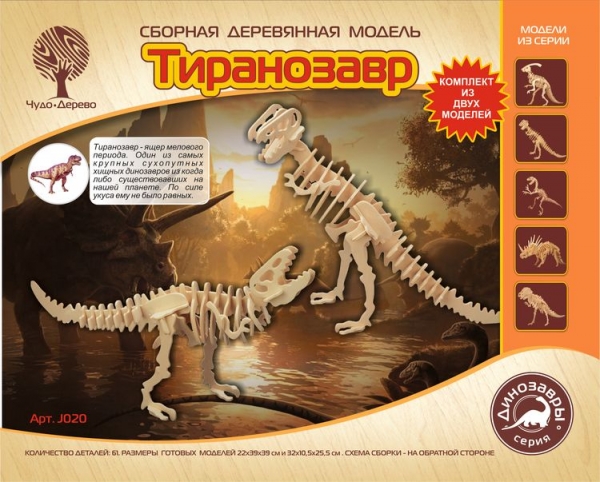 СБОРНАЯ ДЕРЕВЯННАЯ МОДЕЛЬ
Тиранозавр
Чудо-Дерево
КОМПЛЕКТ
ИЗ
ДВУХ
МОДЕЛЕЙ
МОДЕЛИ
ИЗ СЕРИИ
Тиранозавр - ящер мелового
периода. Один из самых
крупных сухопутных
хищных динозавров из когда
либо существовавших на
нашей планете. По силе
укуса ему не было равных.
Арт. J020
Динозавры
серия
КОЛИЧЕСТВО ДЕТАЛЕЙ: 61. РАЗМЕРЫ ГОТОВЫХ МОДЕЛЕЙ 22х39х39 см и 32х10,5х25,5 см . СХЕМА СБОРКИ - НА ОБРАТНОЙ СТОРОНЕ